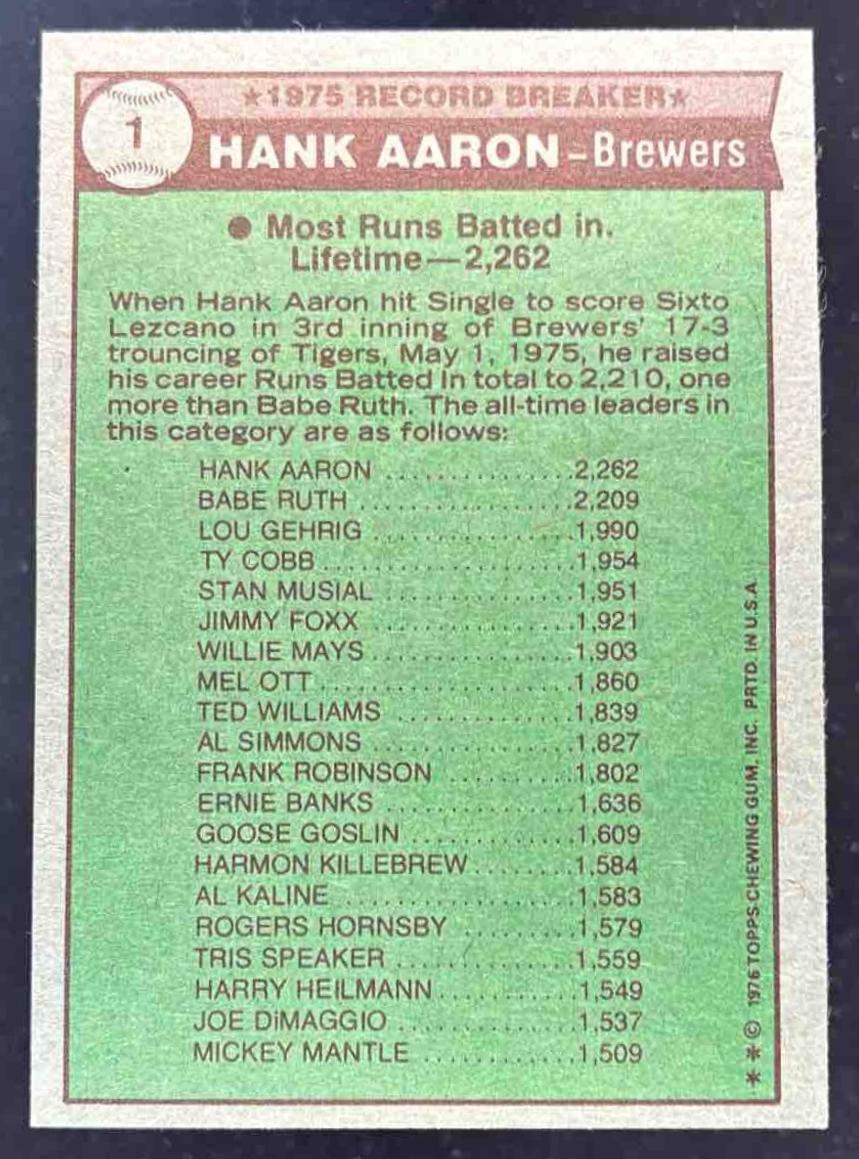 ★1975 RECORD BREAKER★
1
HANK AARON–Brewers
● Most Runs Batted in.
Lifetime—2,262
When Hank Aaron hit Single to score Sixto
Lezcano in 3rd inning of Brewers' 17-3
trouncing of Tigers, May 1, 1975, he raised
his career Runs Batted In total to 2,210, one
more than Babe Ruth. The all-time leaders in
this category are as follows:
HANK AARON ...............2,262
BABE RUTH .................2,209
LOU GEHRIG ................1,990
TY COBB....................1,954
STAN MUSIAL ...............1,951
JIMMY FOXX ................1,921
WILLIE MAYS ...............1,903
MEL OTT....................1,860
TED WILLIAMS ..............1,839
AL SIMMONS ................1,827
FRANK ROBINSON ..........1,802
ERNIE BANKS ...............1,636
GOOSE GOSLIN .............1,609
HARMON KILLEBREW........1,584
AL KALINE ..................1,583
ROGERS HORNSBY .........1,579
TRIS SPEAKER ..............1,559
HARRY HEILMANN...........1,549
JOE DiMAGGIO .............1,537
MICKEY MANTLE ............1,509
* * © 1976 TOPPS CHEWING GUM, INC. PRTD. IN U.S.A.